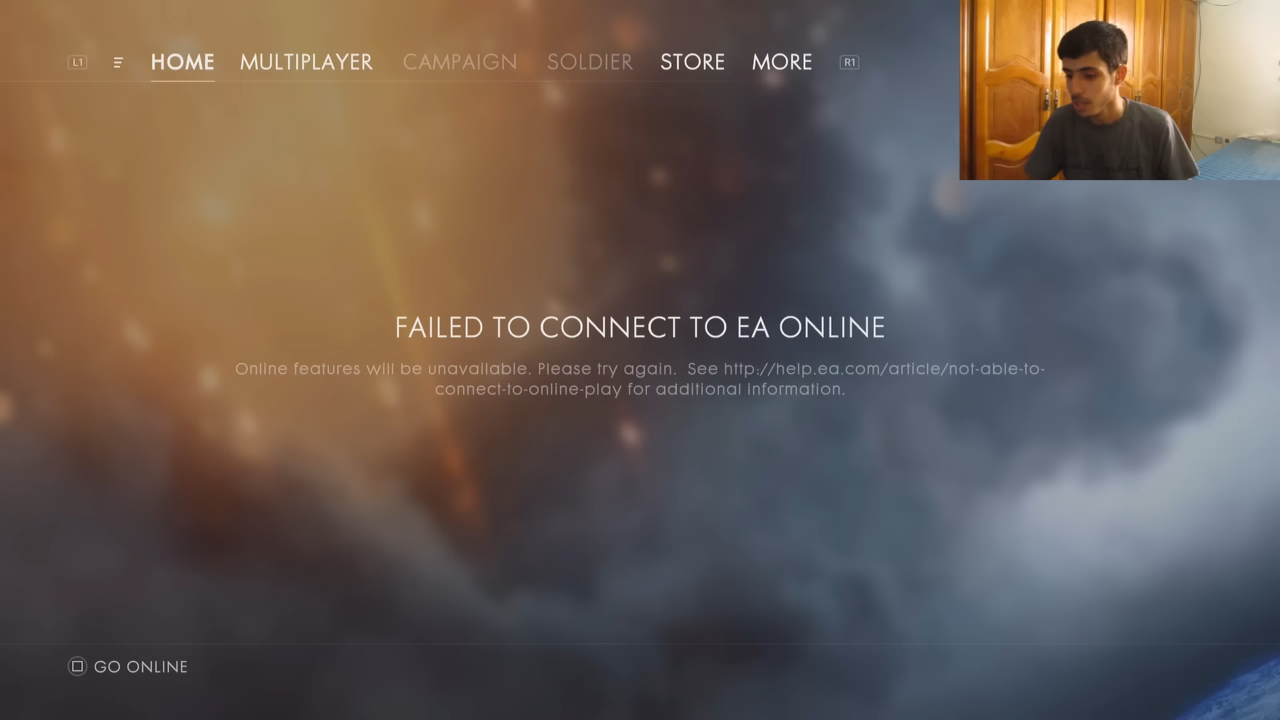 L1 HOME MULTIPLAYER CAMPAIGN SOLDIER STORE MORE R1
FAILED TO CONNECT TO EA ONLINE
Online features will be unavailable. Please try again. See http://help.ea.com/article/not-able-to-
connect-to-online-play for additional information.
GO ONLINE